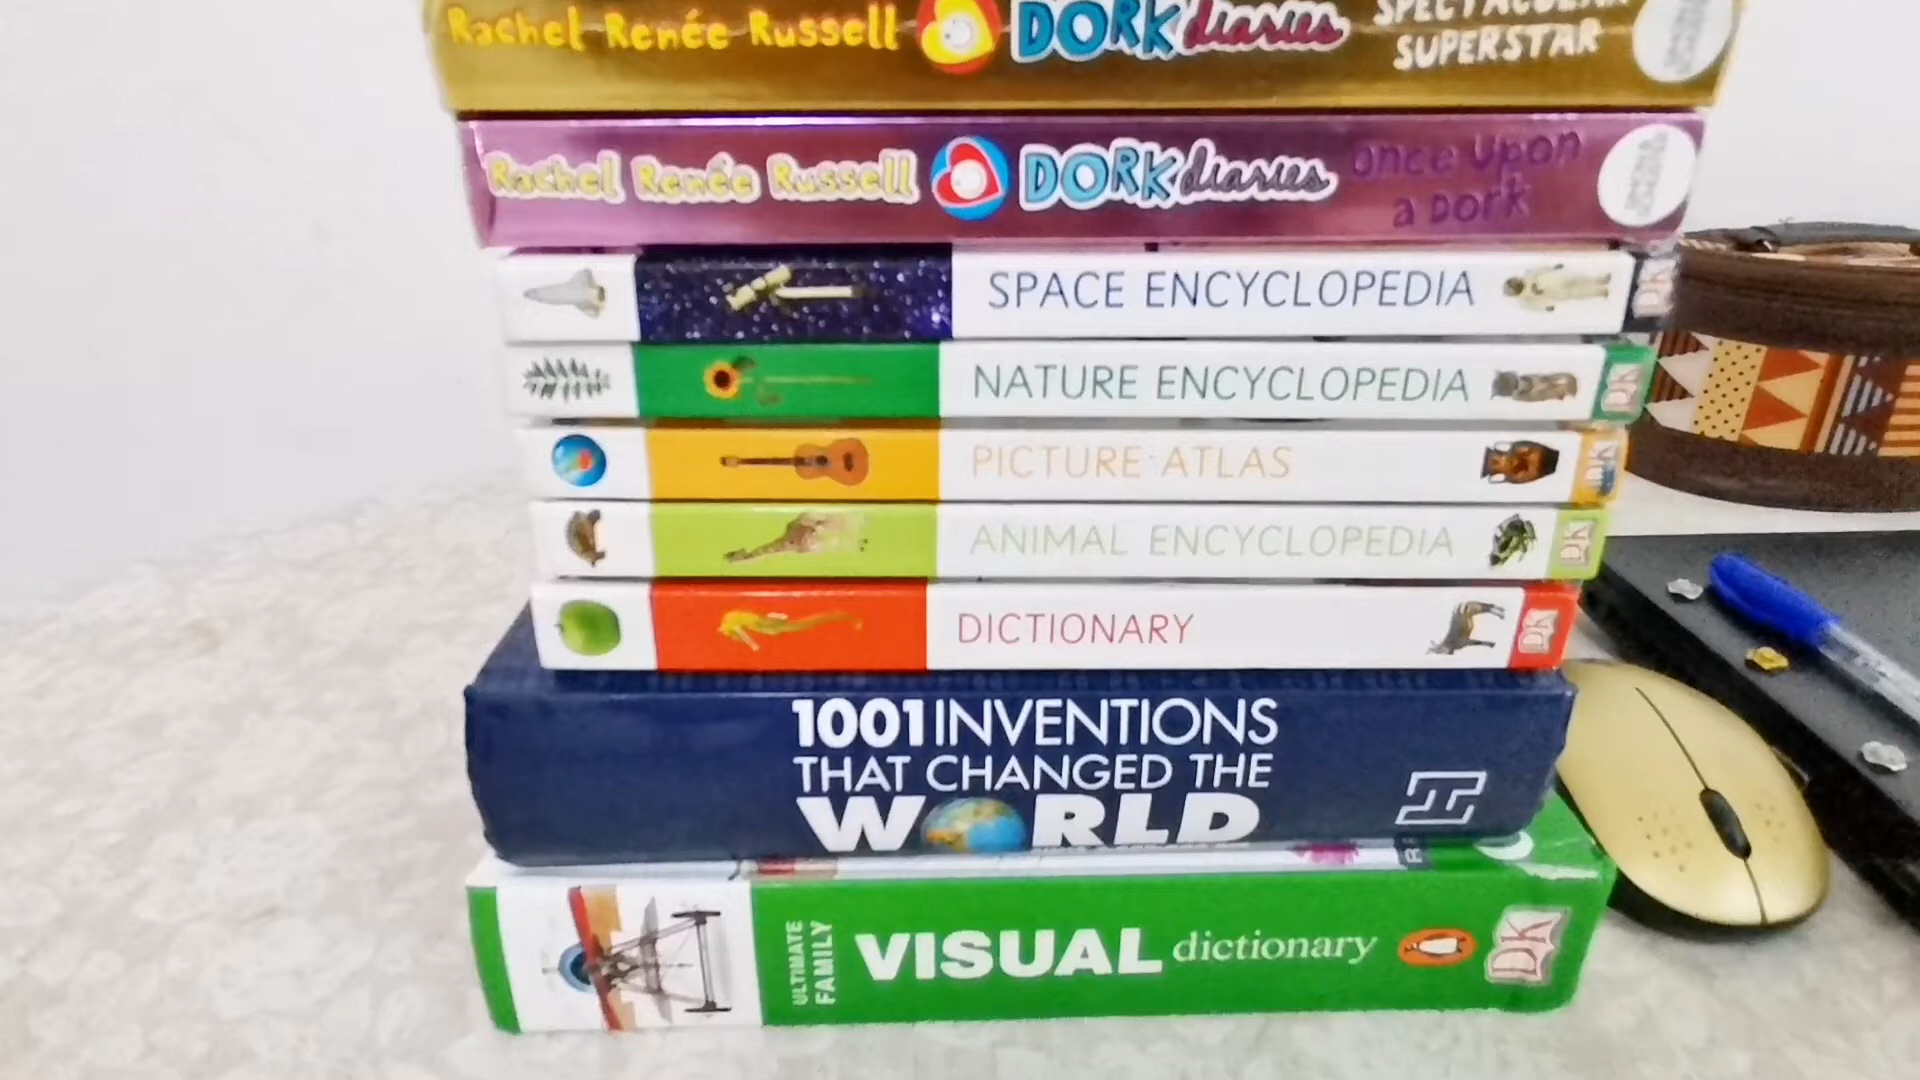 Rachel Renée Russell DORK diaries SPECTACULAR
SUPERSTAR
Rachel Renée Russell DORK diaries Once Upon
a Dork
SPACE ENCYCLOPEDIA DK
NATURE ENCYCLOPEDIA DK
PICTURE ATLAS DK
ANIMAL ENCYCLOPEDIA DK
DICTIONARY DK
1001 INVENTIONS
THAT CHANGED THE
WORLD
ULTIMATE
FAMILY
VISUAL dictionary DK